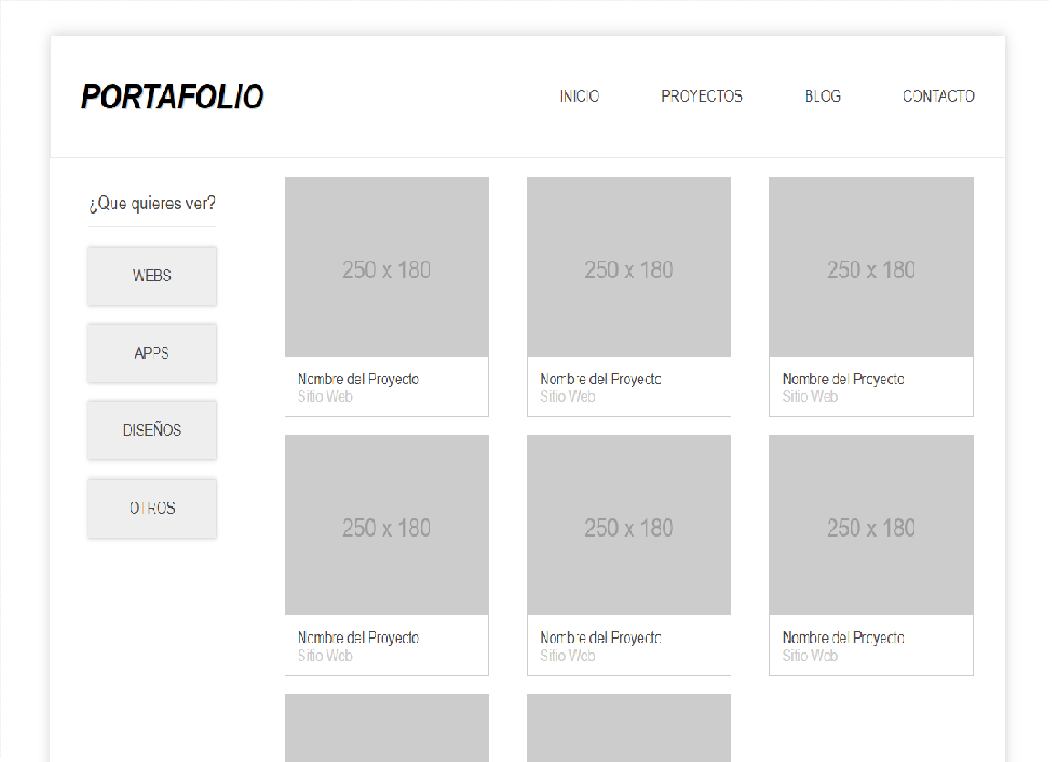 PORTAFOLIO
INICIO PROYECTOS BLOG CONTACTO
¿Que quieres ver?
WEBS
APPS
DISEÑOS
OTROS
250 x 180 250 x 180 250 x 180
Nombre del Proyecto Nombre del Proyecto Nombre del Proyecto
Sitio Web Sitio Web Sitio Web
250 x 180 250 x 180 250 x 180
Nombre del Proyecto Nombre del Proyecto Nombre del Proyecto
Sitio Web Sitio Web Sitio Web